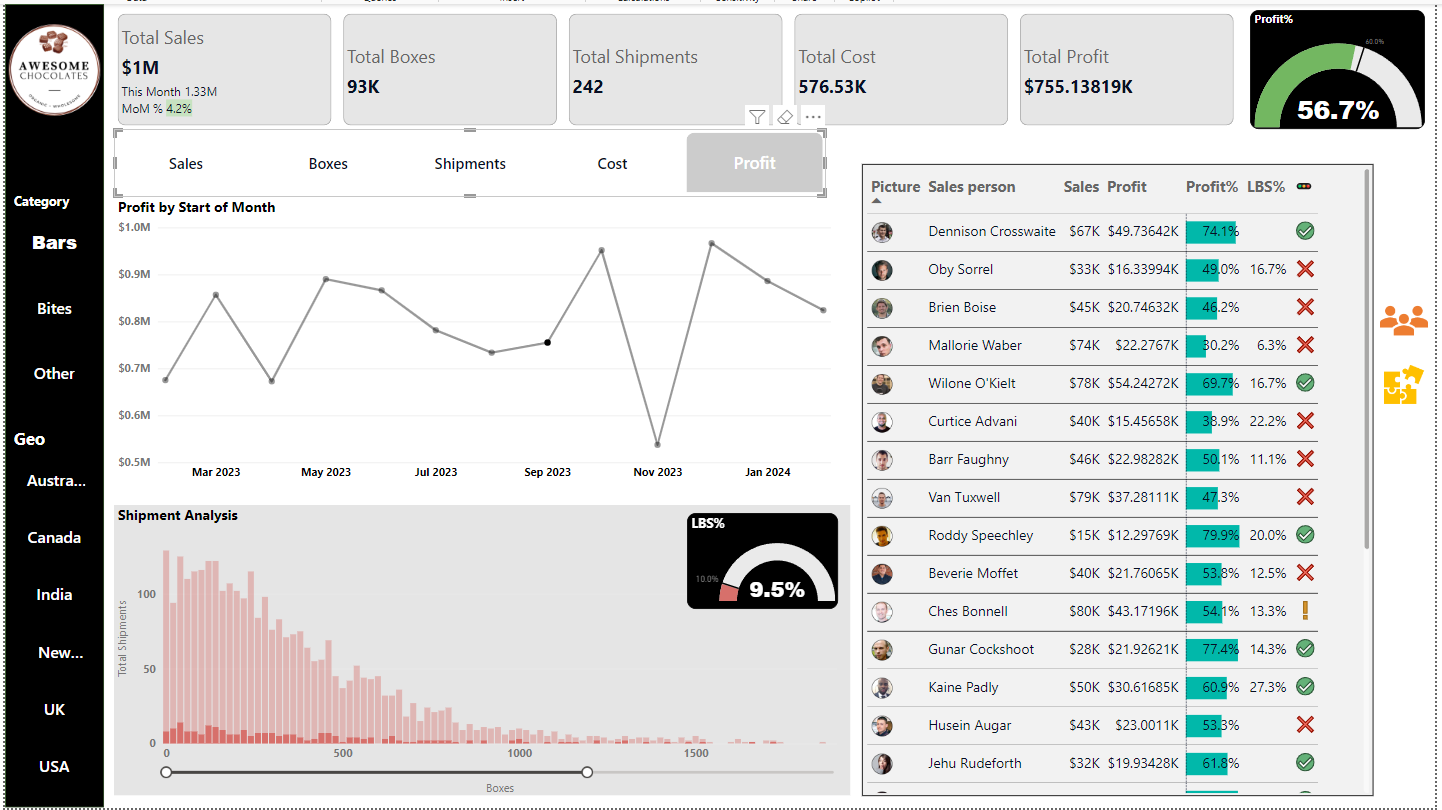 AWESOME
CHOCOLATES
ORGANIC • WHOLESOME
Total Sales
$1M
This Month 1.33M
MoM % 4.2%
Total Boxes
93K
Total Shipments
242
Total Cost
576.53K
Total Profit
$755.13819K
Profit%
60.0%
56.7%
Sales
Boxes
Shipments
Cost
Profit
Category
Bars
Bites
Other
Geo
Austra...
Canada
India
New...
UK
USA
Profit by Start of Month
$1.0M
$0.9M
$0.8M
$0.7M
$0.6M
$0.5M
Mar 2023 May 2023 Jul 2023 Sep 2023 Nov 2023 Jan 2024
Shipment Analysis
LBS%
10.0%
9.5%
Total Shipments
100
50
0
0 500 1000 1500
Boxes
Picture Sales person Sales Profit Profit% LBS%
Dennison Crosswaite $67K $49.73642K 74.1%
Oby Sorrel $33K $16.33994K 49.0% 16.7%
Brien Boise $45K $20.74632K 46.2%
Mallorie Waber $74K $22.2767K 30.2% 6.3%
Wilone O'Kielt $78K $54.24272K 69.7% 16.7%
Curtice Advani $40K $15.45658K 38.9% 22.2%
Barr Faughny $46K $22.98282K 50.1% 11.1%
Van Tuxwell $79K $37.28111K 47.3%
Roddy Speechley $15K $12.29769K 79.9% 20.0%
Beverie Moffet $40K $21.76065K 53.8% 12.5%
Ches Bonnell $80K $43.17196K 54.1% 13.3%
Gunar Cockshoot $28K $21.92621K 77.4% 14.3%
Kaine Padly $50K $30.61685K 60.9% 27.3%
Husein Augar $43K $23.0011K 53.3%
Jehu Rudeforth $32K $19.93428K 61.8%